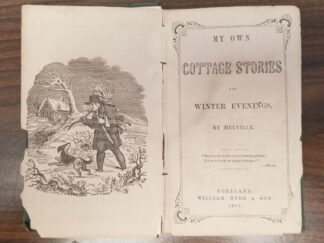 MY OWN
COTTAGE STORIES
FOR
WINTER EVENINGS.
BY MELVILLE.
PORTLAND:
WILLIAM HYDE & SON.